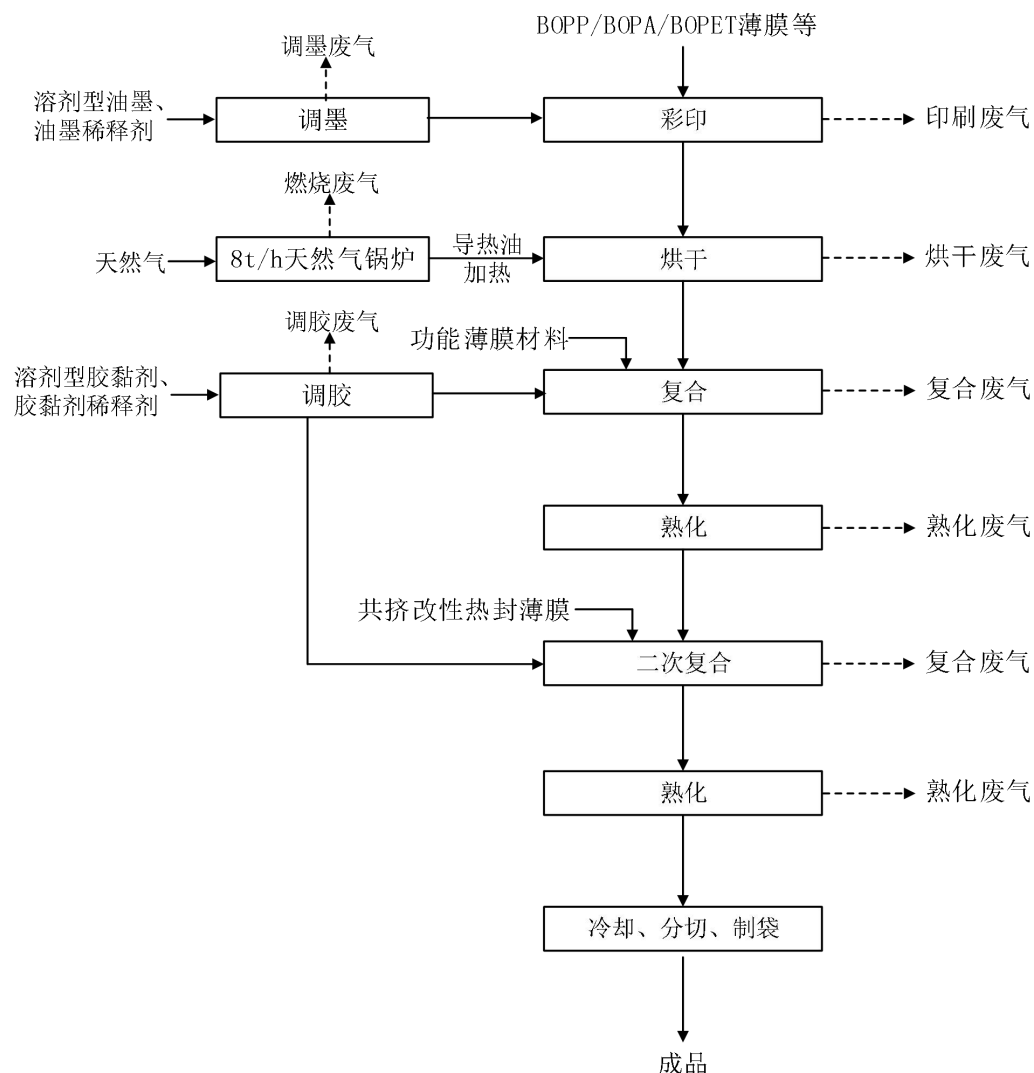 BOPP/BOPA/BOPET薄膜等
调墨废气
溶剂型油墨、
油墨稀释剂
调墨
彩印
印刷废气
燃烧废气
天然气
8t/h天然气锅炉
导热油
加热
烘干
烘干废气
调胶废气
功能薄膜材料
溶剂型胶黏剂、
胶黏剂稀释剂
调胶
复合
复合废气
熟化
熟化废气
共挤改性热封薄膜
二次复合
复合废气
熟化
熟化废气
冷却、分切、制袋
成品